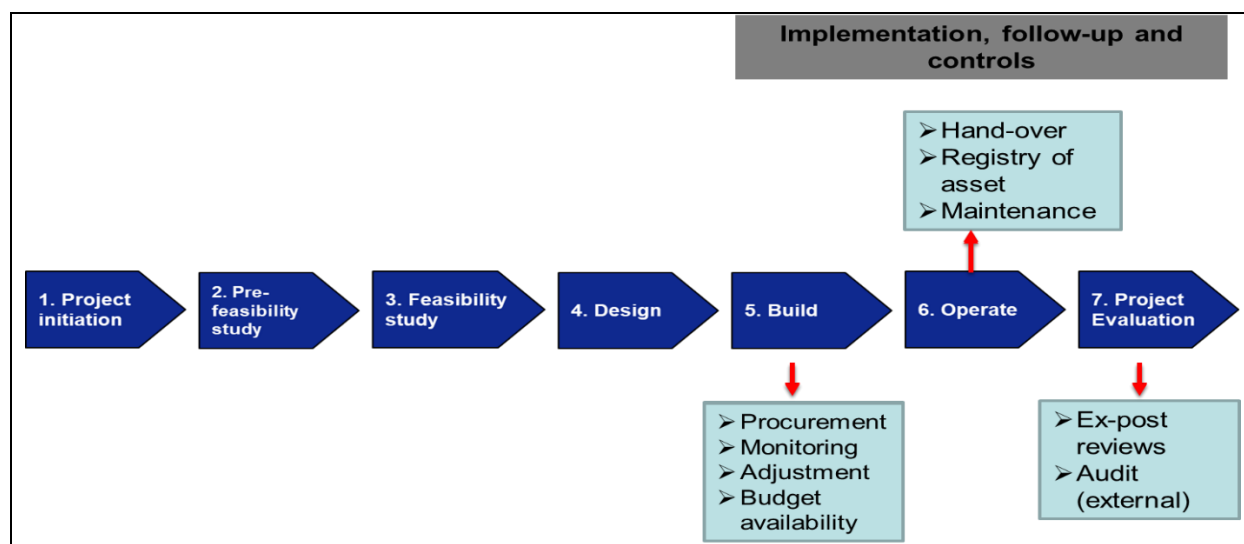 Implementation, follow-up and
controls
➢Hand-over
➢Registry of
asset
➢Maintenance
1. Project
initiation
2. Pre-
feasibility
study
3. Feasibility
study
4. Design
5. Build
6. Operate
7. Project
Evaluation
➢Procurement
➢Monitoring
➢Adjustment
➢Budget
availability
➢Ex-post
reviews
➢Audit
(external)